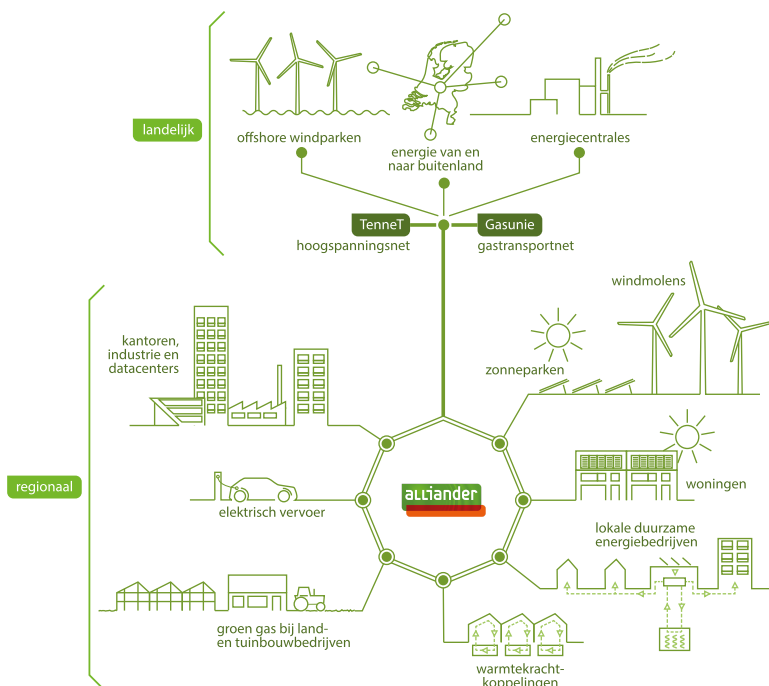 landelijk
offshore windparken
energie van en
naar buitenland
energiecentrales
TenneT
hoogspanningsnet
Gasunie
gastransportnet
regionaal
kantoren,
industrie en
datacenters
windmolens
zonneparken
alliander
elektrisch vervoer
woningen
lokale duurzame
energiebedrijven
groen gas bij land-
en tuinbouwbedrijven
warmtekracht-
koppelingen